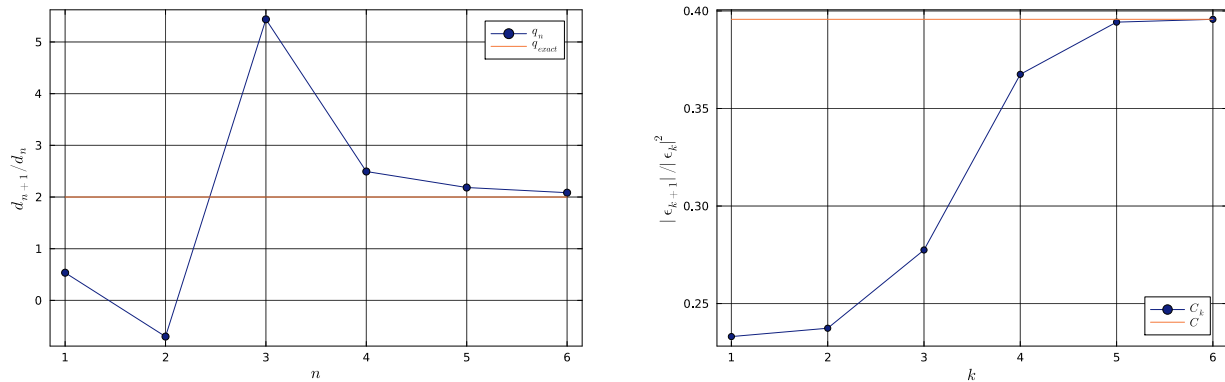 5
4
3
2
1
0
d_{n+1}/d_n
q_n
q_{exact}
1 2 3 4 5 6
n
0.40
0.35
0.30
0.25
|ϵ_{k+1}|/|ϵ_k|^2
C_k
C
1 2 3 4 5 6
k